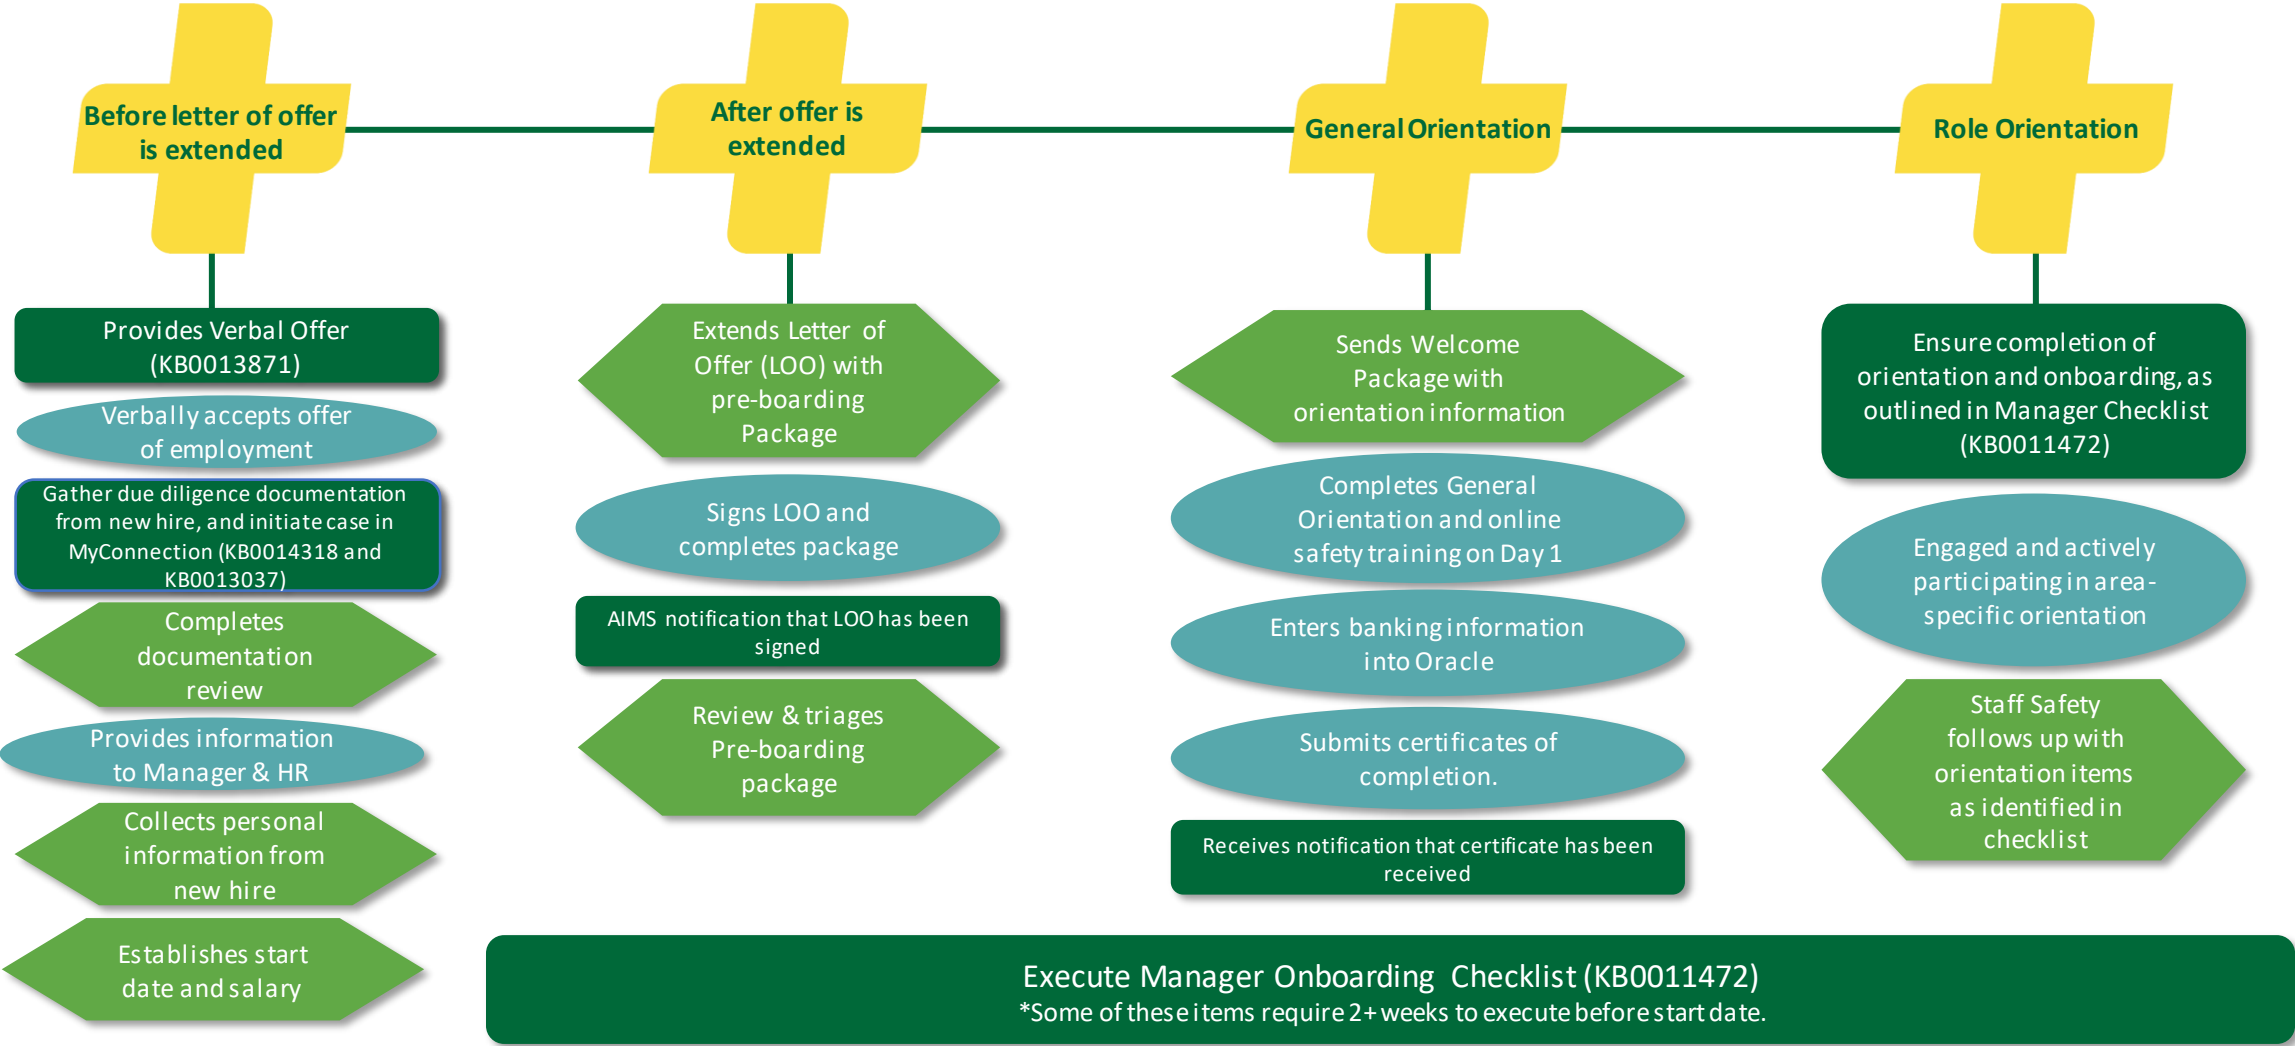 Before letter of offer
is extended
After offer is
extended
General Orientation
Role Orientation
Provides Verbal Offer
(KB0013871)
Verbally accepts offer
of employment
Gather due diligence documentation
from new hire, and initiate case in
MyConnection (KB0014318 and
KB0013037)
Completes
documentation
review
Provides information
to Manager & HR
Collects personal
information from
new hire
Establishes start
date and salary
Extends Letter of
Offer (LOO) with
pre-boarding
Package
Signs LOO and
completes package
AIMS notification that LOO has been
signed
Review & triages
Pre-boarding
package
Sends Welcome
Package with
orientation information
Completes General
Orientation and online
safety training on Day 1
Enters banking information
into Oracle
Submits certificates of
completion.
Receives notification that certificate has been
received
Ensure completion of
orientation and onboarding, as
outlined in Manager Checklist
(KB0011472)
Engaged and actively
participating in area-
specific orientation
Staff Safety
follows up with
orientation items
as identified in
checklist
Execute Manager Onboarding Checklist (KB0011472)
*Some of these items require 2+ weeks to execute before start date.